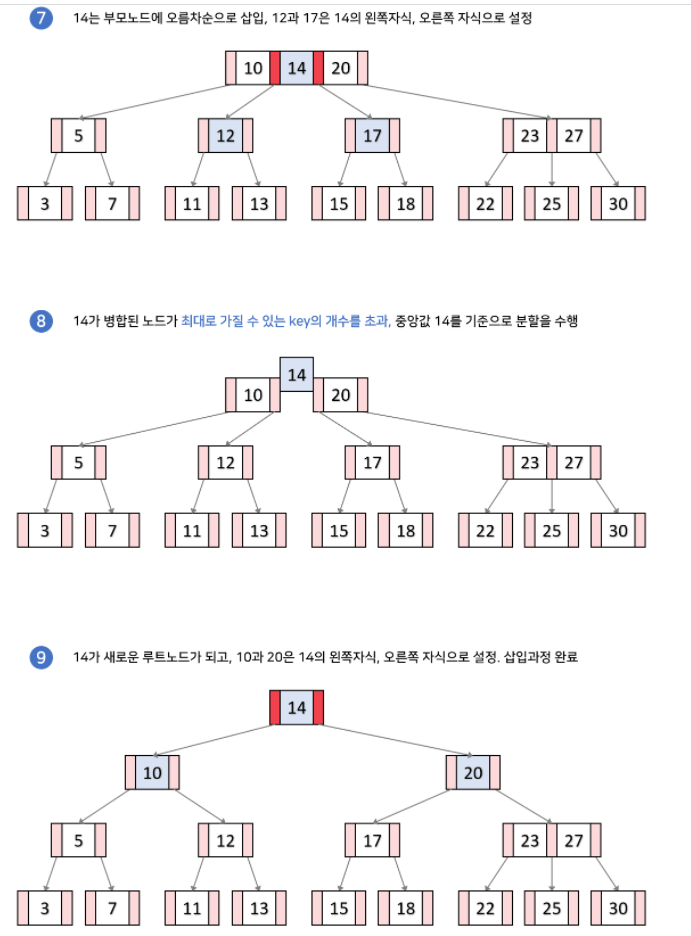 7 14는 부모노드에 오름차순으로 삽입, 12과 17은 14의 왼쪽자식, 오른쪽 자식으로 설정
10 14 20
5 12 17 23 27
3 7 11 13 15 18 22 25 30
8 14가 병합된 노드가 최대로 가질 수 있는 key의 개수를 초과, 중앙값 14를 기준으로 분할을 수행
14
10 20
5 12 17 23 27
3 7 11 13 15 18 22 25 30
9 14가 새로운 루트노드가 되고, 10과 20은 14의 왼쪽자식, 오른쪽 자식으로 설정. 삽입과정 완료
14
10 20
5 12 17 23 27
3 7 11 13 15 18 22 25 30